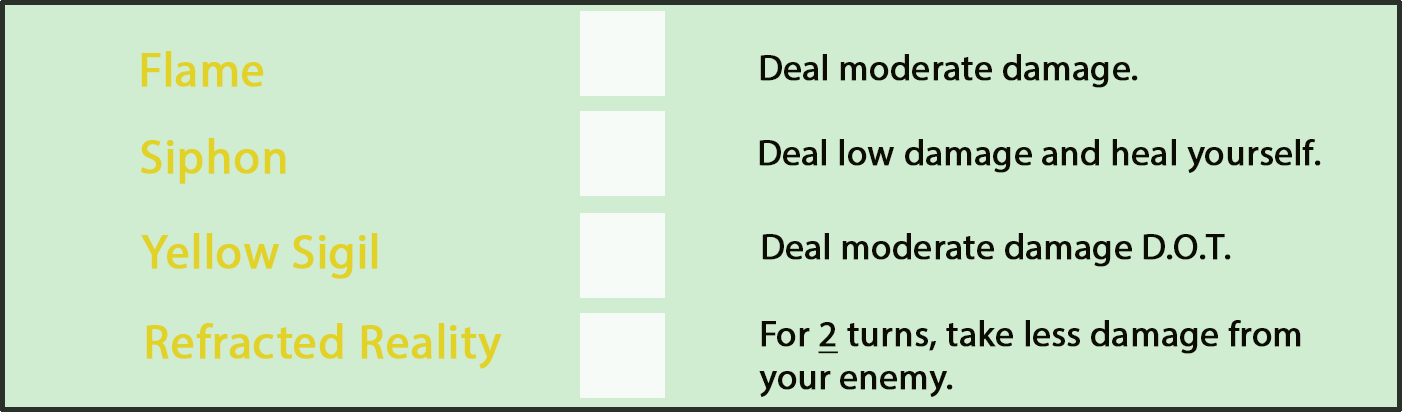 Flame
Deal moderate damage.
Siphon
Deal low damage and heal yourself.
Yellow Sigil
Deal moderate damage D.O.T.
Refracted Reality
For 2 turns, take less damage from
your enemy.